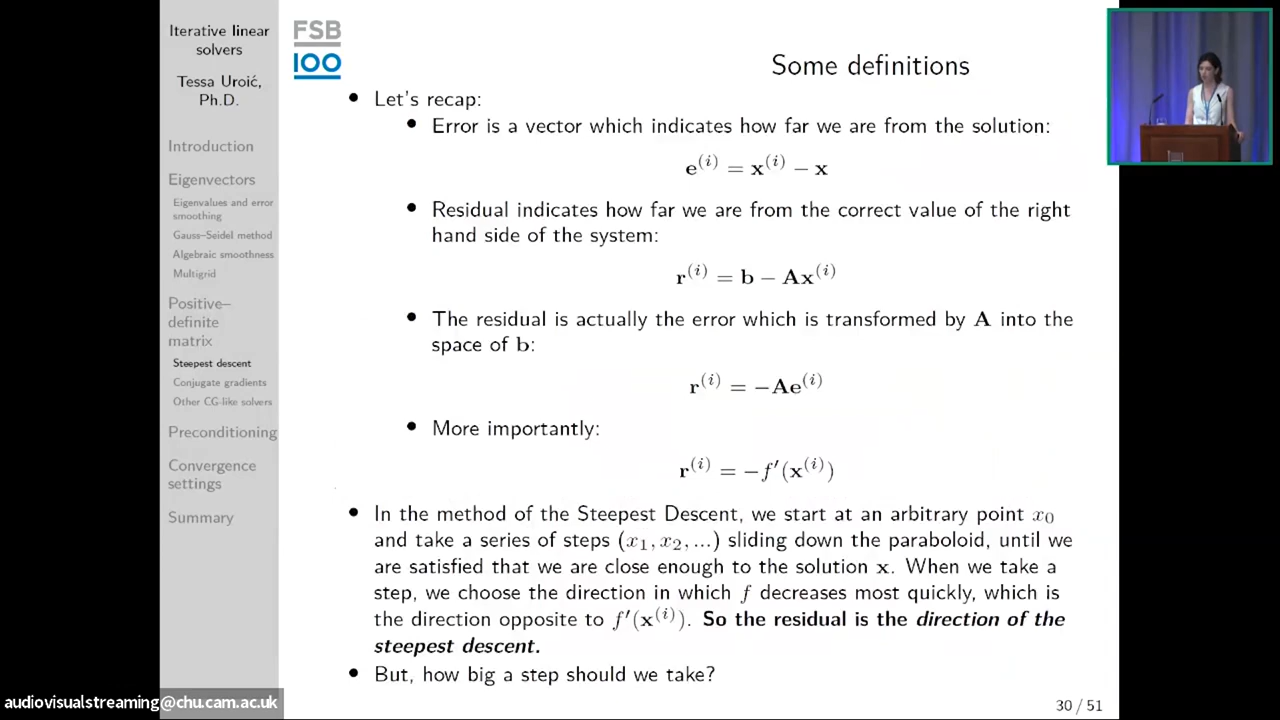 Iterative linear
solvers
Tessa Uroić,
Ph.D.
Introduction
Eigenvectors
Eigenvalues and error
smoothing
Gauss–Seidel method
Algebraic smoothness
Multigrid
Positive–
definite
matrix
Steepest descent
Conjugate gradients
Other CG-like solvers
Preconditioning
Convergence
settings
Summary
FSB
100
Some definitions
• Let's recap:
• Error is a vector which indicates how far we are from the solution:
e^(i) = x^(i) − x
• Residual indicates how far we are from the correct value of the right
hand side of the system:
r^(i) = b − Ax^(i)
• The residual is actually the error which is transformed by A into the
space of b:
r^(i) = −Ae^(i)
• More importantly:
r^(i) = −f′(x^(i))
• In the method of the Steepest Descent, we start at an arbitrary point x₀
and take a series of steps (x₁, x₂, ...) sliding down the paraboloid, until we
are satisfied that we are close enough to the solution x. When we take a
step, we choose the direction in which f decreases most quickly, which is
the direction opposite to f′(x^(i)). So the residual is the direction of the
steepest descent.
• But, how big a step should we take?
audiovisualstreaming@chu.cam.ac.uk
30 / 51